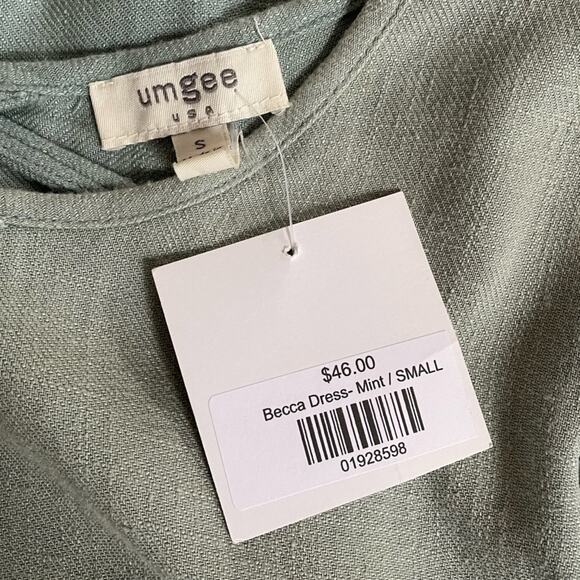 umgee
USA
S
$46.00
Becca Dress- Mint / SMALL
01928598